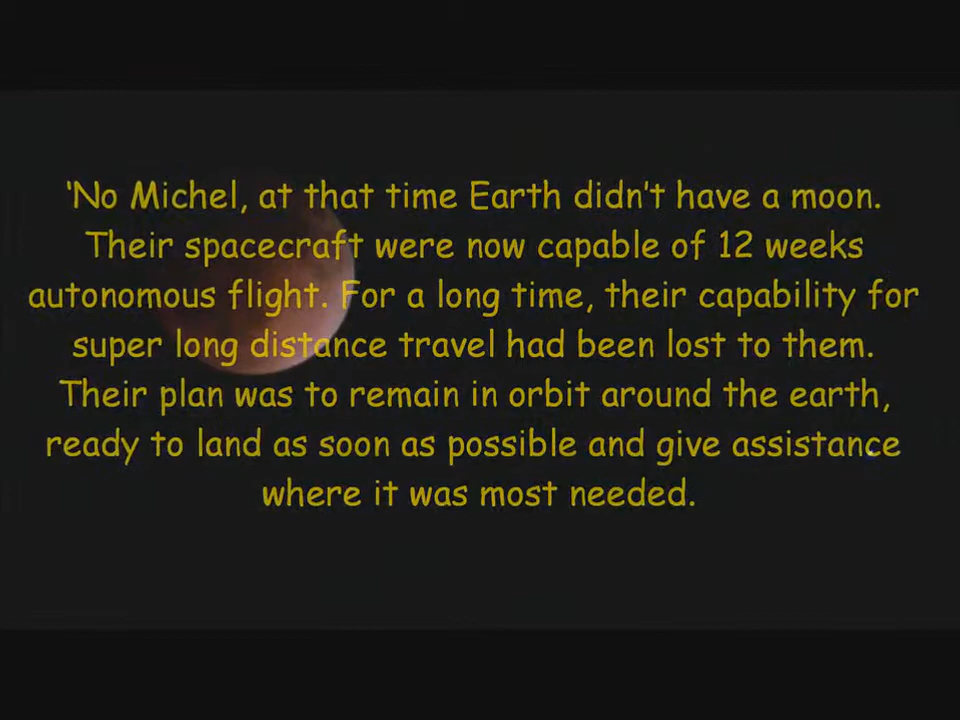 ‘No Michel, at that time Earth didn’t have a moon.
Their spacecraft were now capable of 12 weeks
autonomous flight. For a long time, their capability for
super long distance travel had been lost to them.
Their plan was to remain in orbit around the earth,
ready to land as soon as possible and give assistance
where it was most needed.